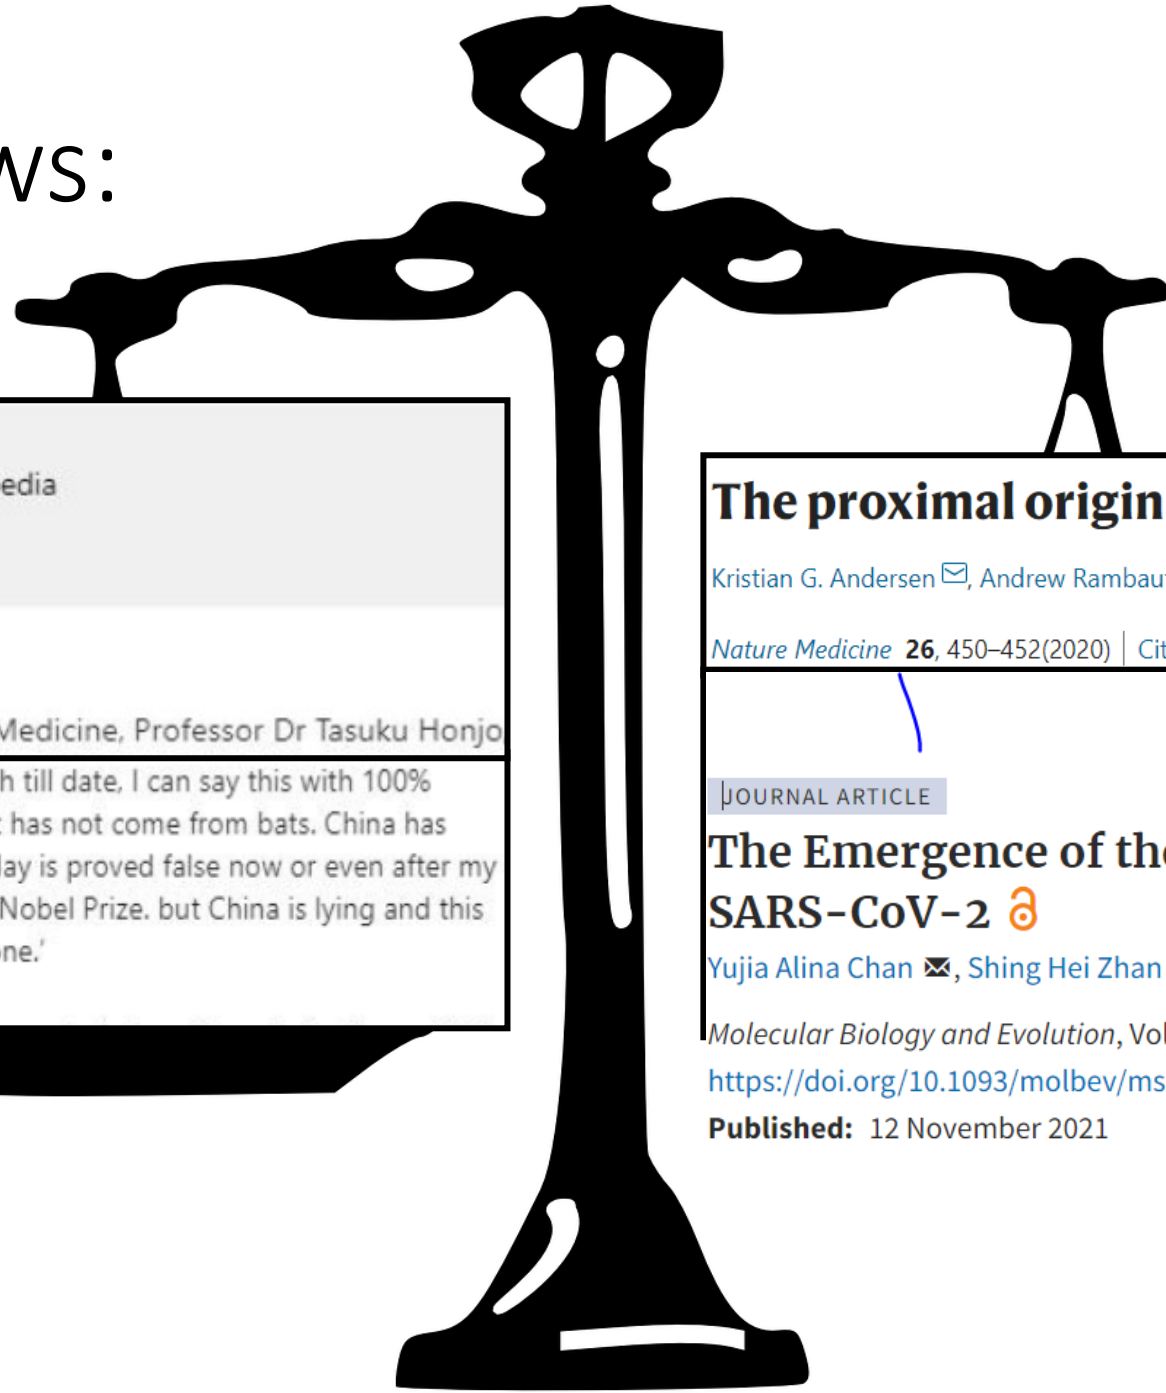 ws:
edia
Medicine, Professor Dr Tasuku Honjo
h till date, I can say this with 100%
has not come from bats. China has
lay is proved false now or even after my
Nobel Prize. but China is lying and this
ne.'
The proximal origin
Kristian G. Andersen, Andrew Rambaut
Nature Medicine 26, 450–452(2020) | Cit
JOURNAL ARTICLE
The Emergence of the
SARS-CoV-2
Yujia Alina Chan, Shing Hei Zhan
Molecular Biology and Evolution, Vol
https://doi.org/10.1093/molbev/ms
Published: 12 November 2021